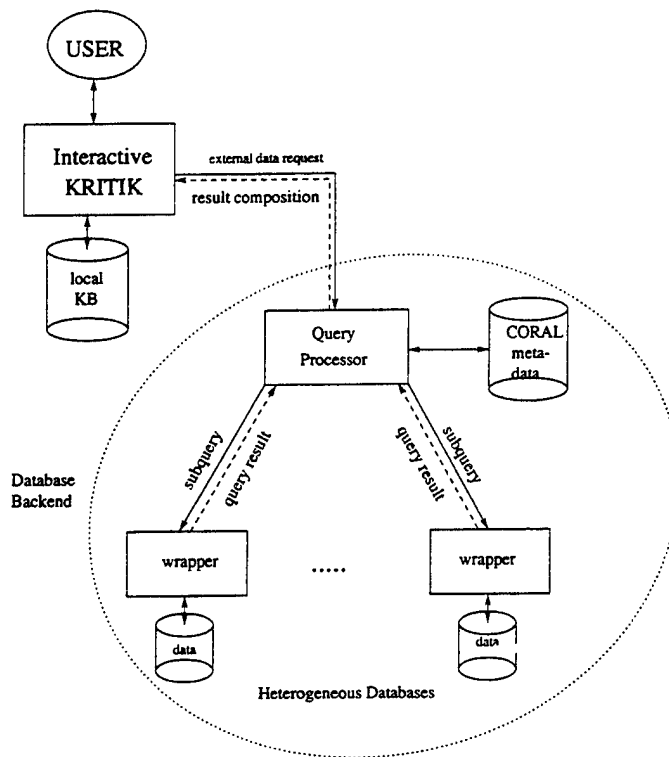 USER
Interactive
KRITIK
external data request
result composition
local
KB
Query
Processor
CORAL
meta-
data
subquery
query result
query result
subquery
Database
Backend
wrapper
.....
wrapper
data
data
Heterogeneous Databases